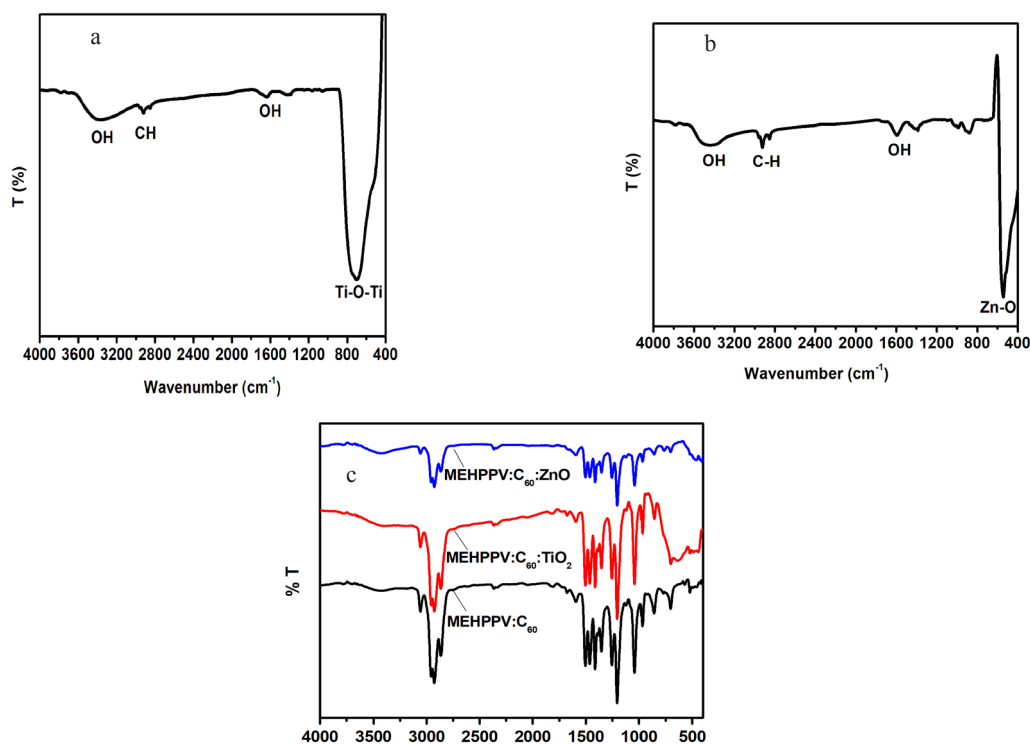 a
OH
CH
OH
Ti-O-Ti
T (%)
4000 3600 3200 2800 2400 2000 1600 1200 800 400
Wavenumber (cm⁻¹)
b
OH
C-H
OH
Zn-O
T (%)
4000 3600 3200 2800 2400 2000 1600 1200 800 400
Wavenumber (cm⁻¹)
c
MEHPPV:C₆₀:ZnO
MEHPPV:C₆₀:TiO₂
MEHPPV:C₆₀
% T
4000 3500 3000 2500 2000 1500 1000 500